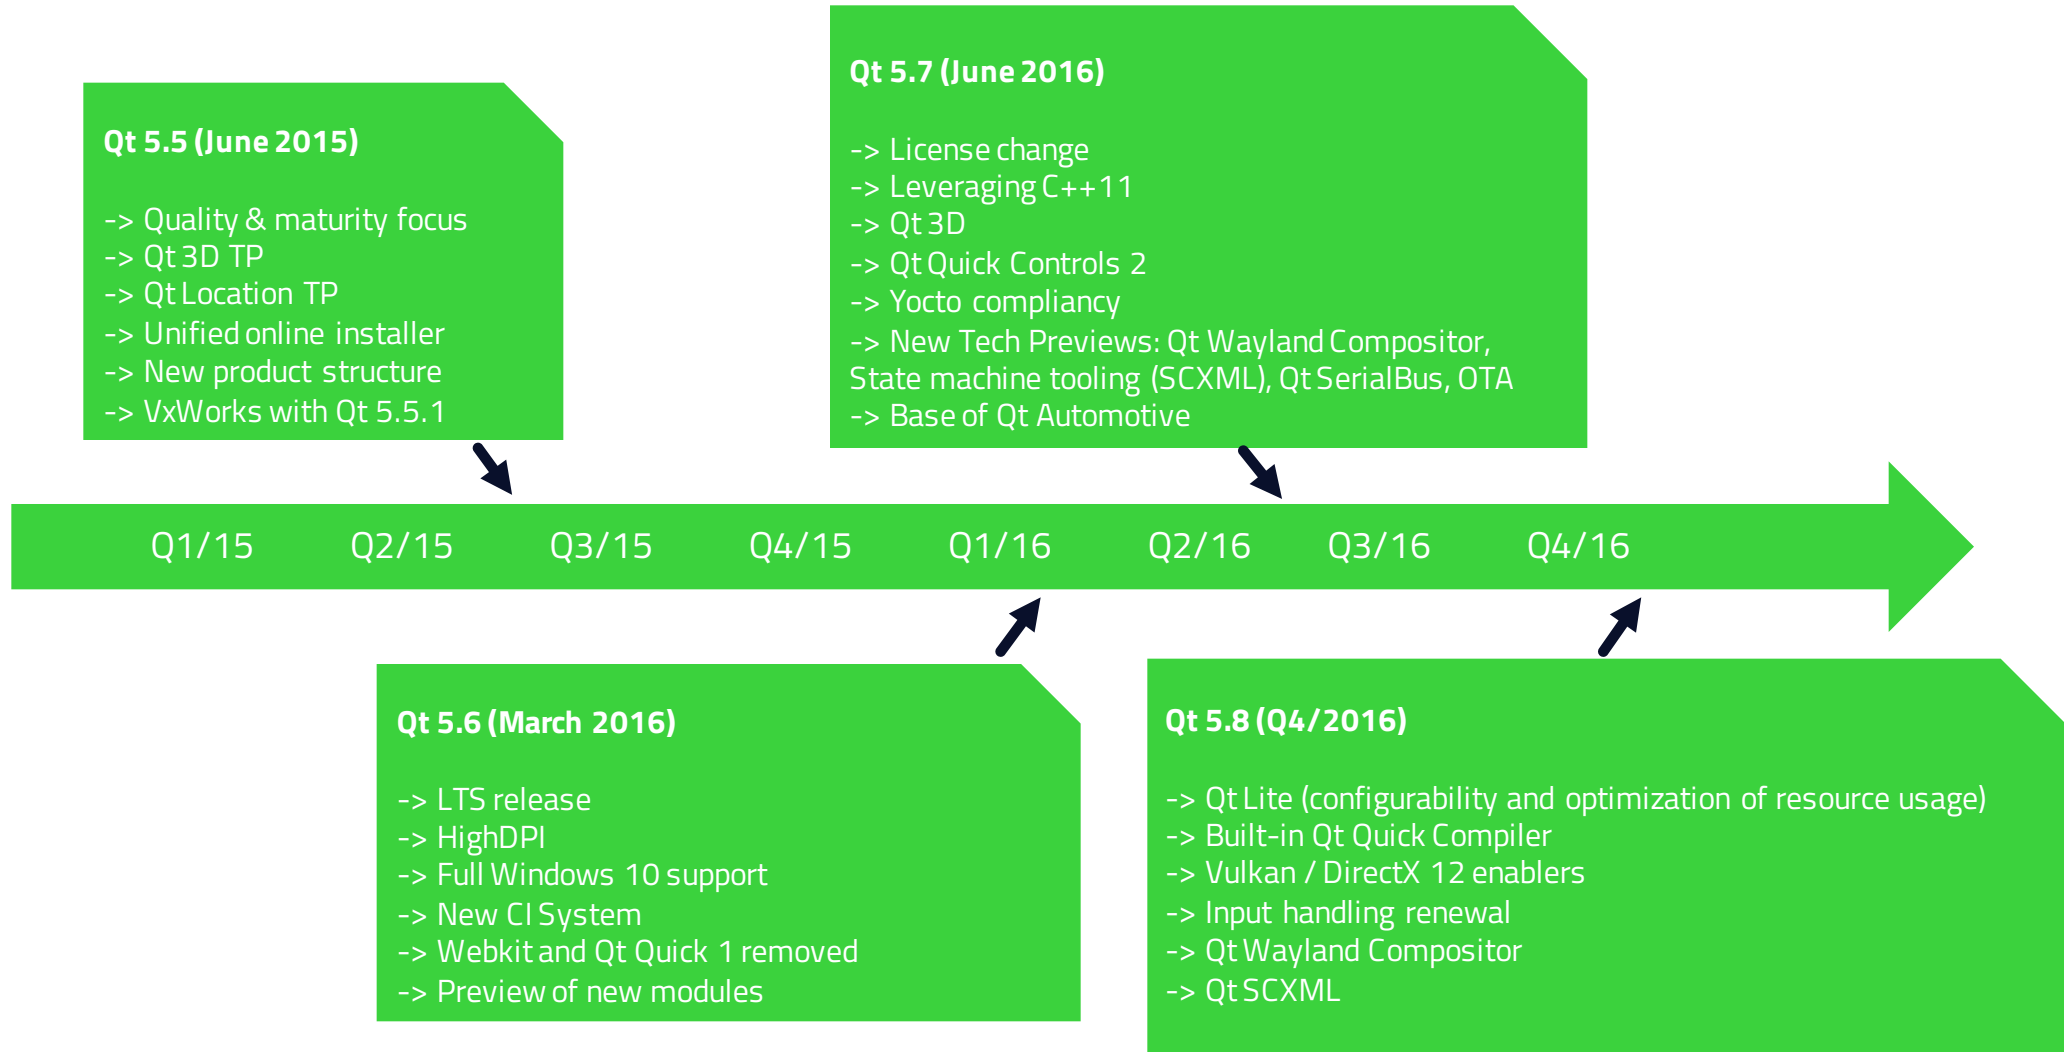 Qt 5.5 (June 2015)
-> Quality & maturity focus
-> Qt 3D TP
-> Qt Location TP
-> Unified online installer
-> New product structure
-> VxWorks with Qt 5.5.1
Qt 5.7 (June 2016)
-> License change
-> Leveraging C++11
-> Qt 3D
-> Qt Quick Controls 2
-> Yocto compliancy
-> New Tech Previews: Qt Wayland Compositor,
State machine tooling (SCXML), Qt SerialBus, OTA
-> Base of Qt Automotive
Q1/15 Q2/15 Q3/15 Q4/15 Q1/16 Q2/16 Q3/16 Q4/16
Qt 5.6 (March 2016)
-> LTS release
-> HighDPI
-> Full Windows 10 support
-> New CI System
-> Webkit and Qt Quick 1 removed
-> Preview of new modules
Qt 5.8 (Q4/2016)
-> Qt Lite (configurability and optimization of resource usage)
-> Built-in Qt Quick Compiler
-> Vulkan / DirectX 12 enablers
-> Input handling renewal
-> Qt Wayland Compositor
-> Qt SCXML